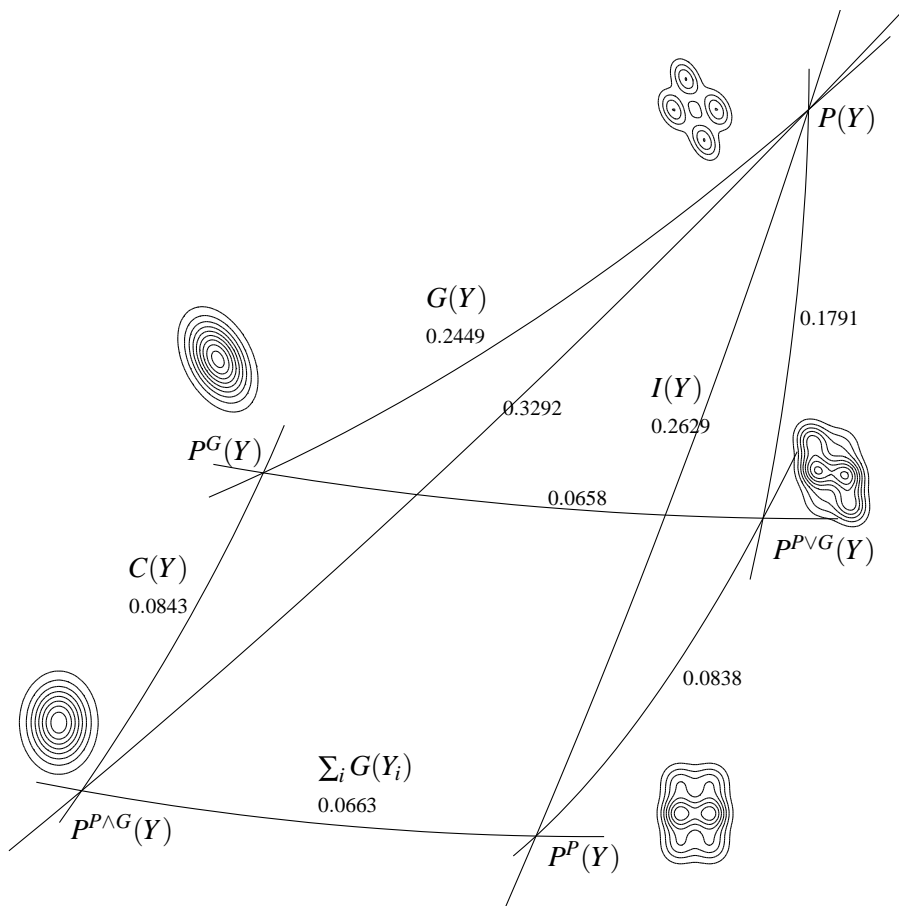 P(Y)
G(Y)
0.2449
0.1791
I(Y)
0.2629
0.3292
P^G(Y)
0.0658
P^{P∨G}(Y)
C(Y)
0.0843
0.0838
∑_i G(Y_i)
0.0663
P^{P∧G}(Y)
P^P(Y)